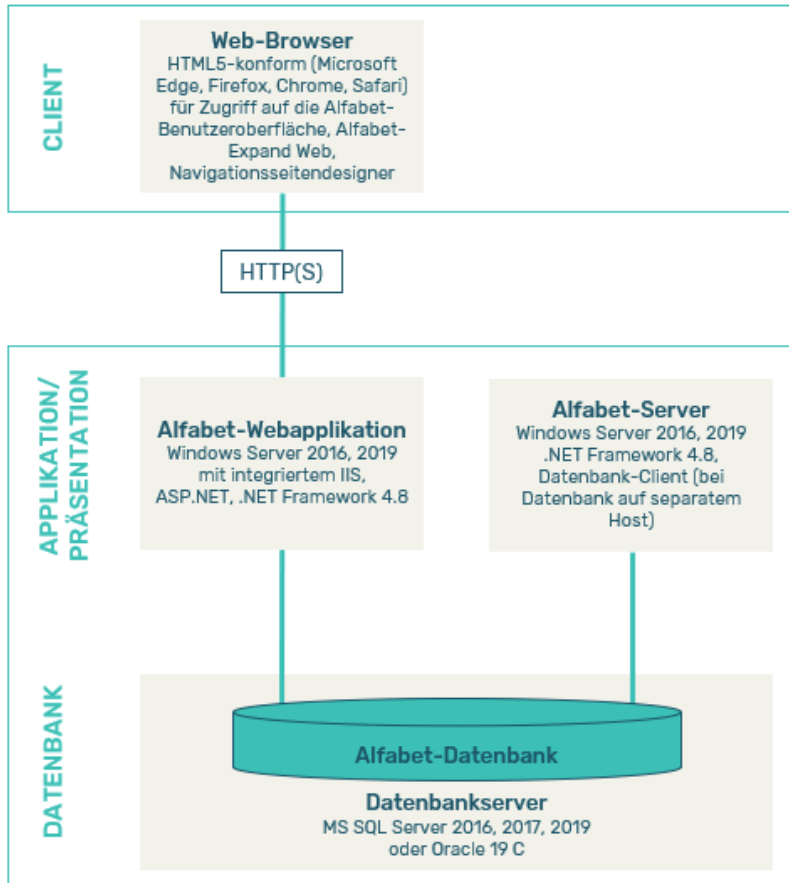 CLIENT
Web-Browser
HTML5-konform (Microsoft
Edge, Firefox, Chrome, Safari)
für Zugriff auf die Alfabet-
Benutzeroberfläche, Alfabet-
Expand Web,
Navigationsseitendesigner
HTTP(S)
APPLIKATION/
PRÄSENTATION
Alfabet-Webapplikation
Windows Server 2016, 2019
mit integriertem IIS,
ASP.NET, .NET Framework 4.8
Alfabet-Server
Windows Server 2016, 2019
.NET Framework 4.8,
Datenbank-Client (bei
Datenbank auf separatem
Host)
DATENBANK
Alfabet-Datenbank
Datenbankserver
MS SQL Server 2016, 2017, 2019
oder Oracle 19 C